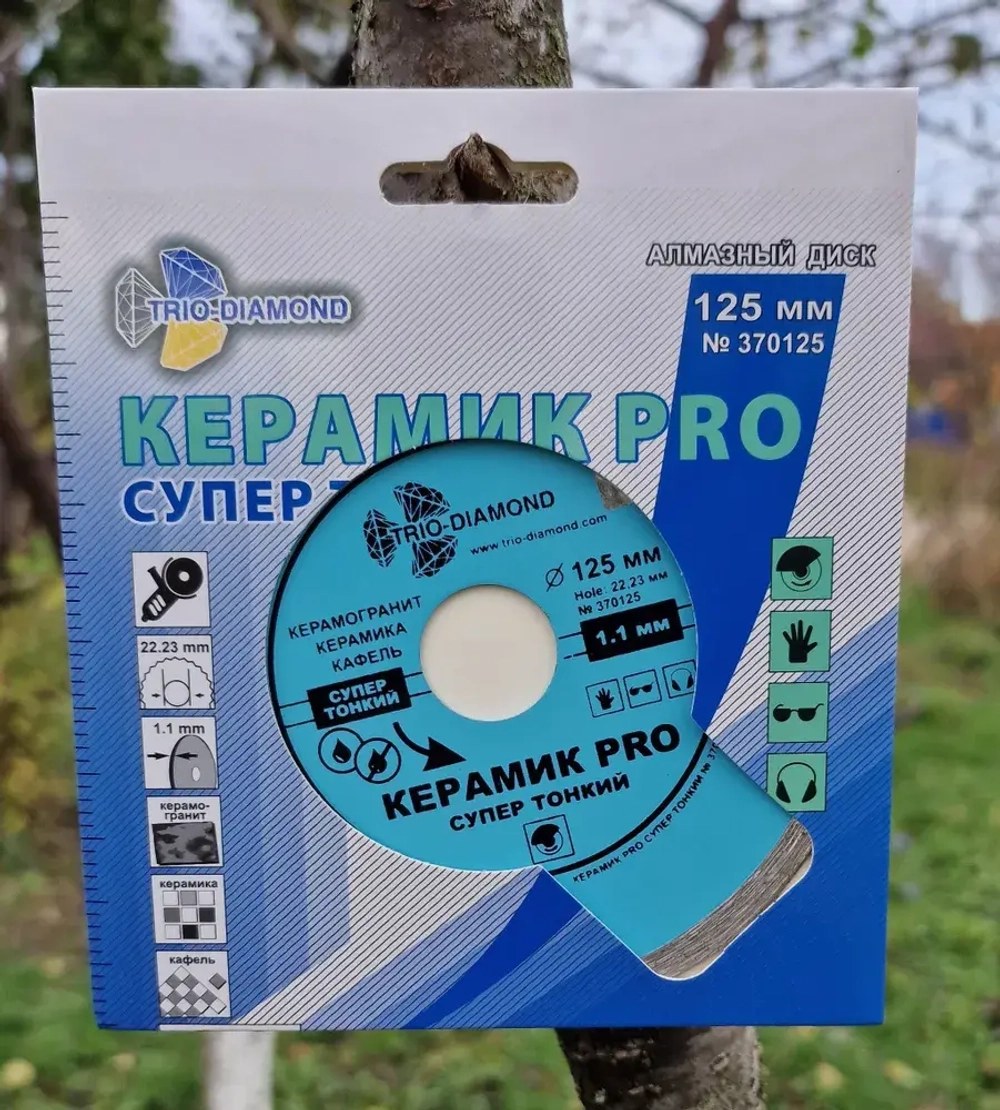 АЛМАЗНЫЙ ДИСК
TRIO-DIAMOND
125 мм
№ 370125
КЕРАМИК PRO
СУПЕР
TRIO-DIAMOND
www.trio-diamond.com
125 мм
Hole: 22.23 мм
№ 370125
1.1 мм
КЕРАМОГРАНИТ
КЕРАМИКА
КАФЕЛЬ
СУПЕР
ТОНКИЙ
КЕРАМИК PRO
СУПЕР ТОНКИЙ
КЕРАМИК PRO СУПЕР ТОНКИЙ №
22.23 mm
1.1 mm
керамо-
гранит
керамика
кафель